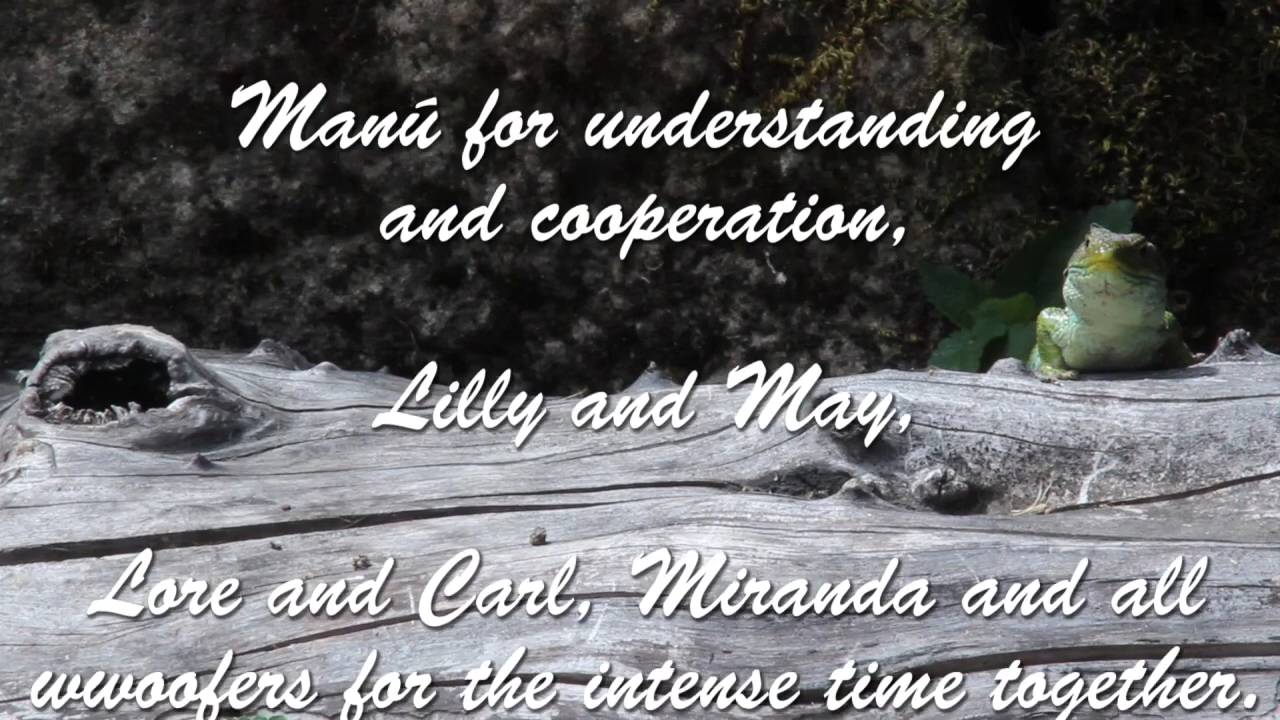 Manú for understanding
and cooperation,
Lilly and May,
Lore and Carl, Miranda and all
wwoofers for the intense time together.